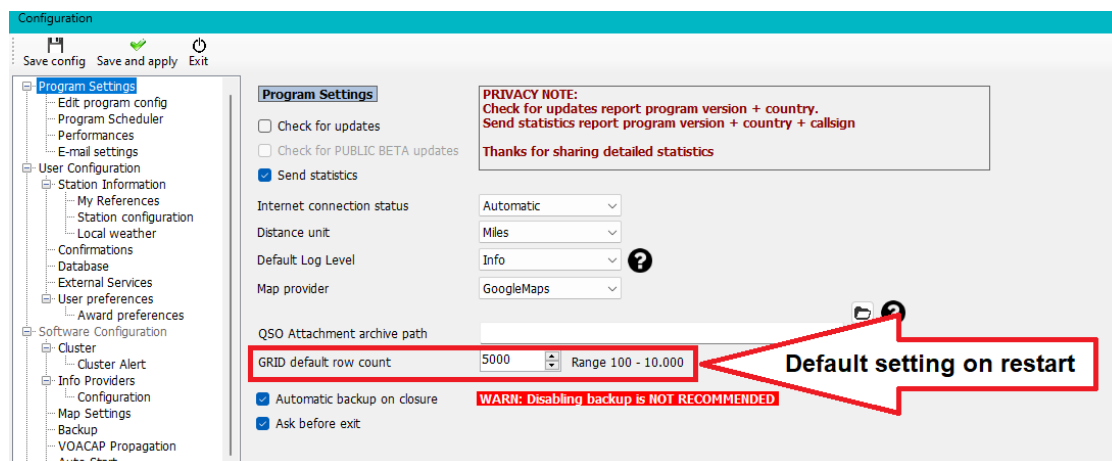 Configuration
Save config Save and apply Exit
Program Settings
Edit program config
Program Scheduler
Performances
E-mail settings
User Configuration
Station Information
My References
Station configuration
Local weather
Confirmations
Database
External Services
User preferences
Award preferences
Software Configuration
Cluster
Cluster Alert
Info Providers
Configuration
Map Settings
Backup
VOACAP Propagation
Auto Start
Program Settings
PRIVACY NOTE:
Check for updates report program version + country.
Send statistics report program version + country + callsign
Thanks for sharing detailed statistics
Check for updates
Check for PUBLIC BETA updates
Send statistics
Internet connection status Automatic
Distance unit Miles
Default Log Level Info ?
Map provider GoogleMaps
?
QSO Attachment archive path
GRID default row count 5000 Range 100 - 10.000
Default setting on restart
Automatic backup on closure WARN: Disabling backup is NOT RECOMMENDED
Ask before exit